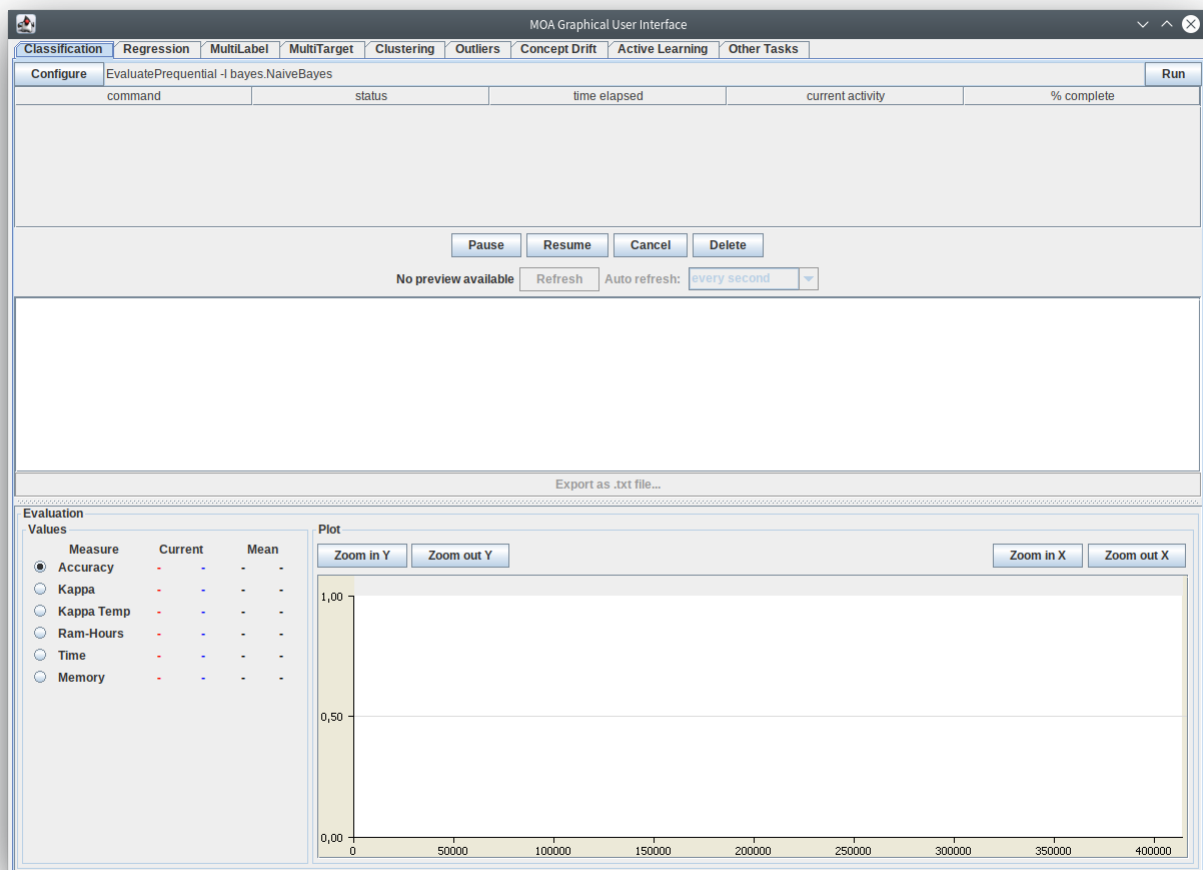 MOA Graphical User Interface
Classification Regression MultiLabel MultiTarget Clustering Outliers Concept Drift Active Learning Other Tasks
Configure EvaluatePrequential -l bayes.NaiveBayes Run
command status time elapsed current activity % complete
Pause Resume Cancel Delete
No preview available Refresh Auto refresh: every second
Export as .txt file...
Evaluation
Values
Measure Current Mean
Accuracy - - - -
Kappa - - - -
Kappa Temp - - - -
Ram-Hours - - - -
Time - - - -
Memory - - - -
Plot
Zoom in Y Zoom out Y Zoom in X Zoom out X
1,00
0,50
0,00
0 50000 100000 150000 200000 250000 300000 350000 400000